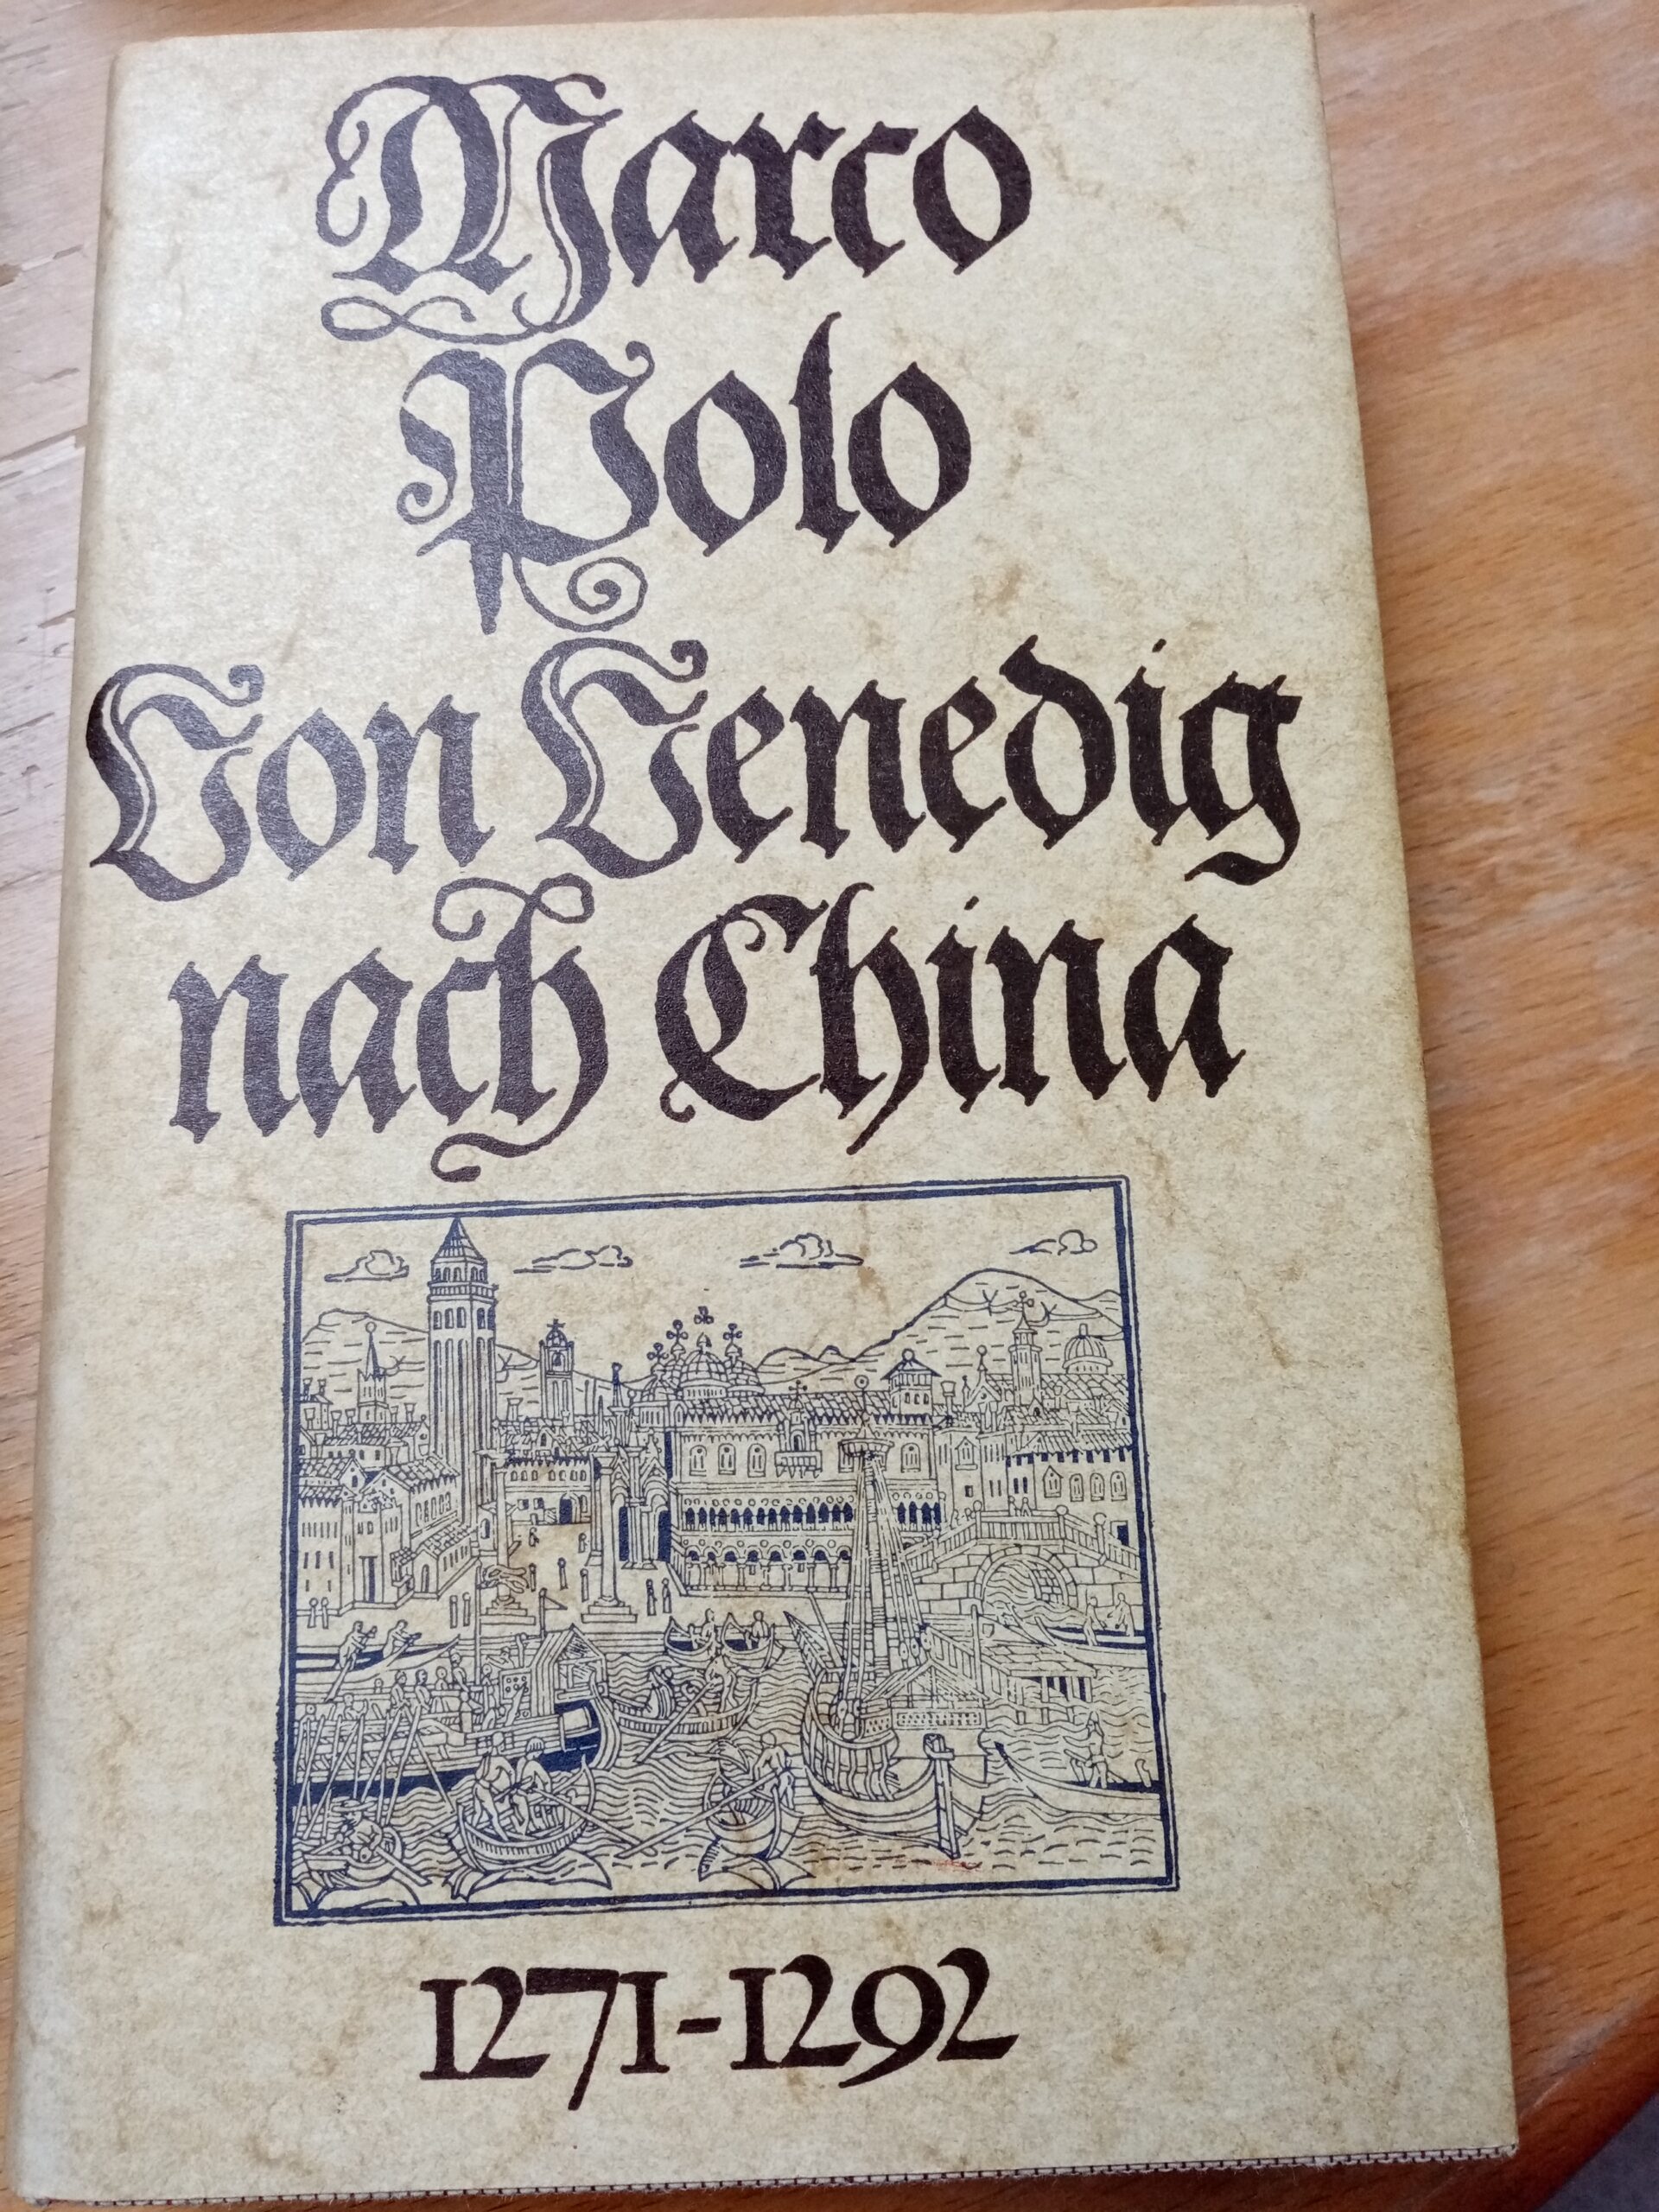 Marco
Polo
Von Venedig
nach China
1271-1292